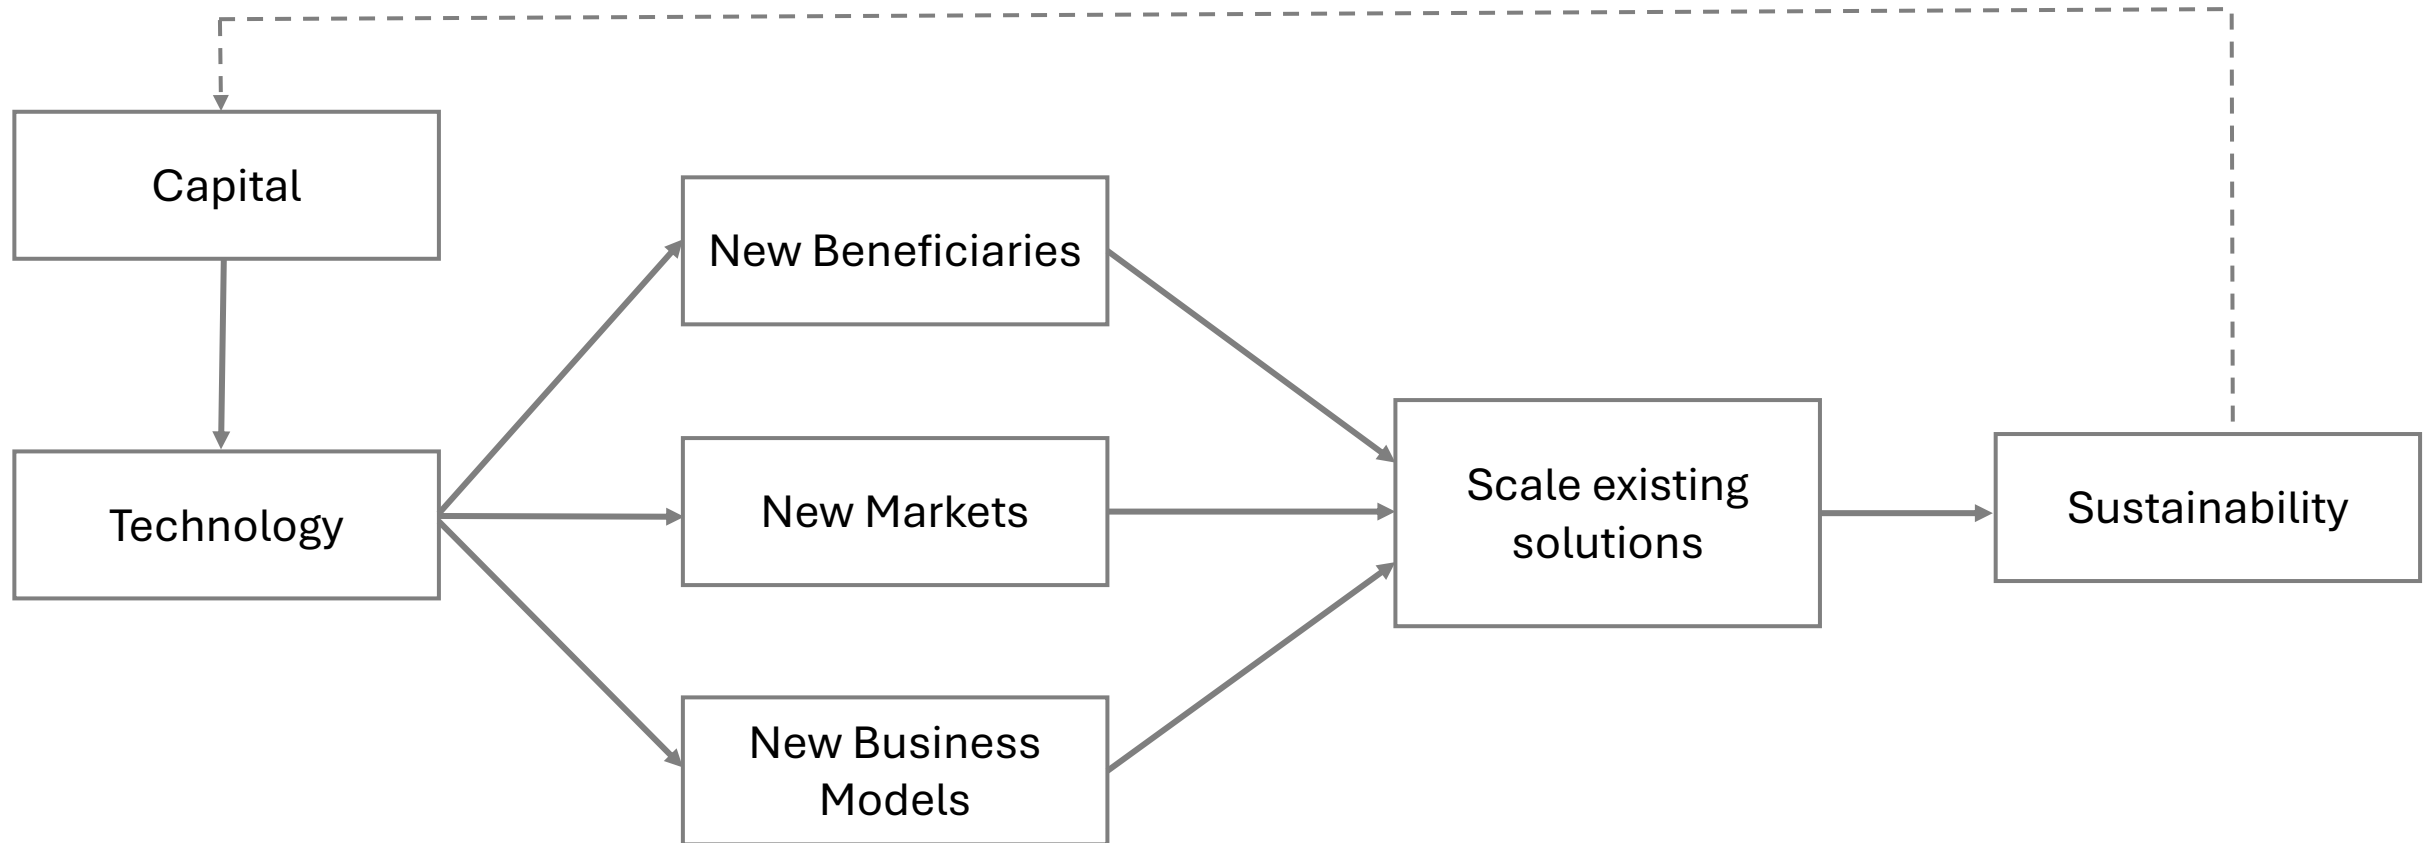 Capital
Technology
New Beneficiaries
New Markets
New Business
Models
Scale existing
solutions
Sustainability